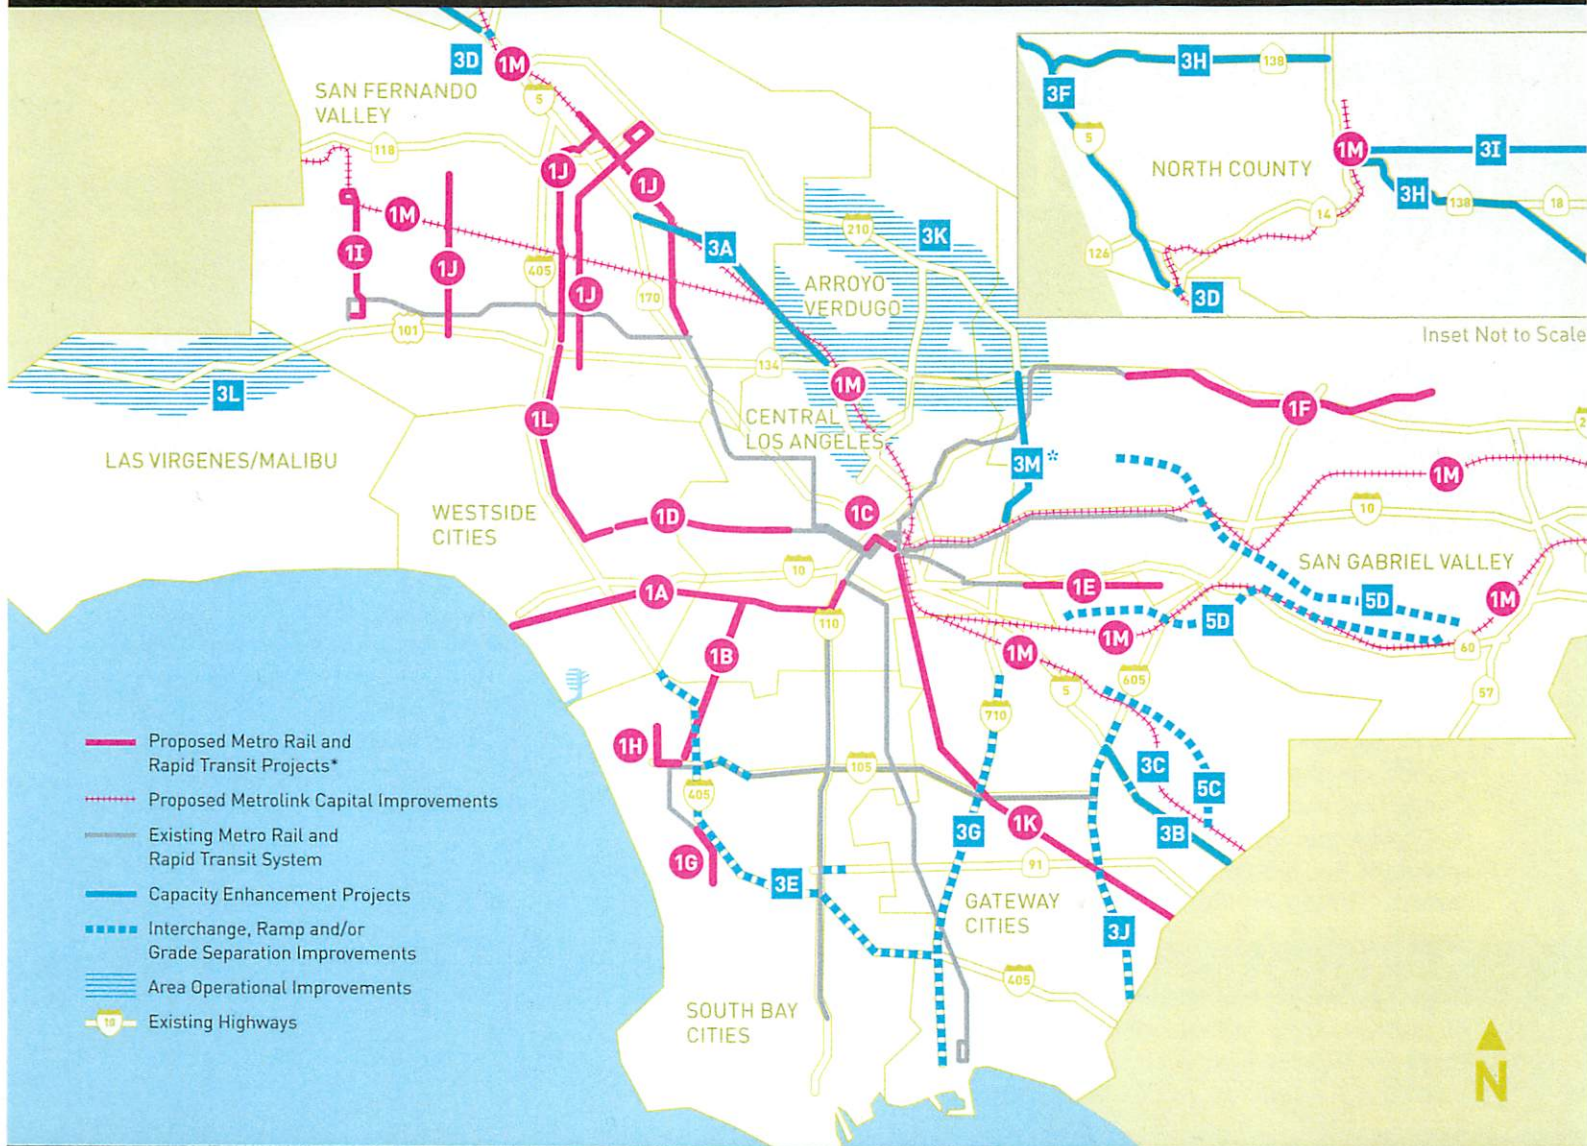 3D
1M
SAN FERNANDO
VALLEY
5
118
1J
1J
1M
1I
1J
405
1J
170
101
3A
210
3K
ARROYO
VERDUGO
134
3L
1L
1M
CENTRAL
LOS ANGELES
LAS VIRGENES/MALIBU
WESTSIDE
CITIES
1D
1C
3M*
3H
138
3F
5
NORTH COUNTY
1M
3I
3H
138
18
14
126
3D
Inset Not to Scale
1F
2
1M
10
SAN GABRIEL VALLEY
10
1A
1E
5D
1M
5D
110
1B
1M
1M
60
5
605
57
710
1H
105
405
3C
5C
3G
1K
3B
1G
91
3E
GATEWAY
CITIES
3J
405
SOUTH BAY
CITIES
Proposed Metro Rail and
Rapid Transit Projects*
Proposed Metrolink Capital Improvements
Existing Metro Rail and
Rapid Transit System
Capacity Enhancement Projects
Interchange, Ramp and/or
Grade Separation Improvements
Area Operational Improvements
10
Existing Highways
N